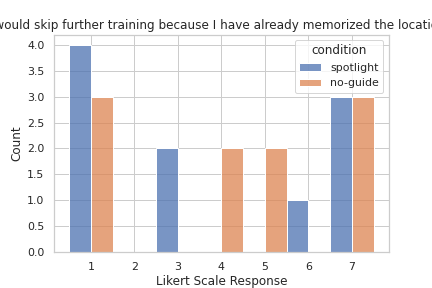 would skip further training because I have already memorized the locati
condition
spotlight
no-guide
4.0
3.5
3.0
2.5
2.0
1.5
1.0
0.5
0.0
Count
1 2 3 4 5 6 7
Likert Scale Response